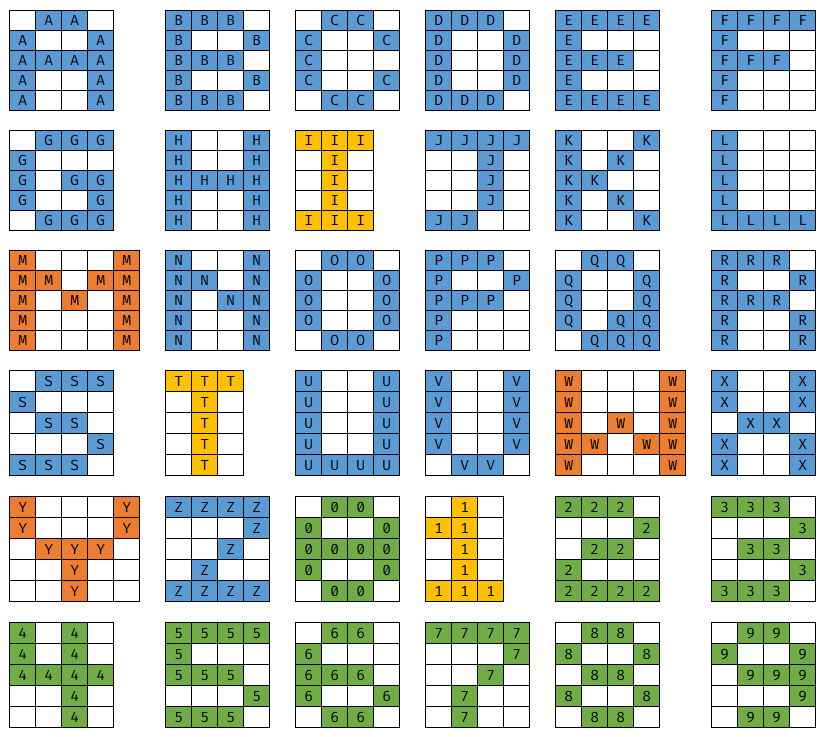 A A B B B C C D D D E E E E F F F F
A A B B C C D D E F
A A A A B B B C D D E E E F F F
A A B B C C D D E F
A A B B B C C D D D E E E E F
G G G H H I I I J J J J K K L
G H H I J K K L
G G G H H H H I J K K L
G G H H I J K K L
G G G H H I I I J J K K L L L L
M M N N O O P P P Q Q R R R
M M M M N N N O O P P Q Q R R
M M M N N N O O P P P Q Q R R R
M M N N O O P Q Q Q R R
M M N N O O P Q Q Q R R
S S S T T T U U V V W W X X
S T U U V V W W X X
S S T U U V V W W W X X
S T U U V V W W W W X X
S S S T U U U U V V W W X X
Y Y Z Z Z Z 0 0 1 2 2 2 3 3 3
Y Y Z 0 0 1 1 2 3
Y Y Y Z 0 0 0 0 1 2 2 3 3
Y Z 0 0 1 2 3
Y Z Z Z Z 0 0 1 1 1 2 2 2 2 3 3 3
4 4 5 5 5 5 6 6 7 7 7 7 8 8 9 9
4 4 5 6 7 8 8 9 9
4 4 4 4 5 5 5 6 6 6 7 8 8 9 9 9
4 5 6 6 7 8 8 9
4 5 5 5 6 6 7 8 8 9 9